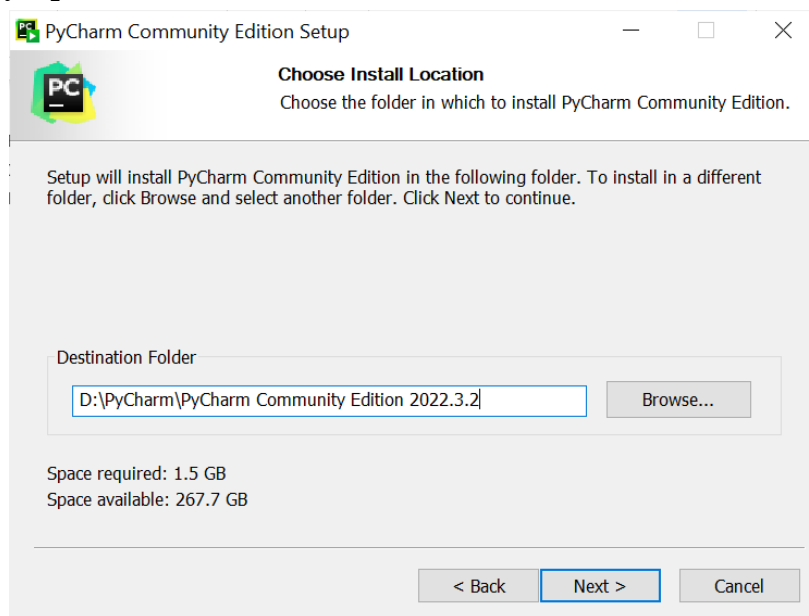 PC PyCharm Community Edition Setup
PC
Choose Install Location
Choose the folder in which to install PyCharm Community Edition.
Setup will install PyCharm Community Edition in the following folder. To install in a different
folder, click Browse and select another folder. Click Next to continue.
Destination Folder
D:\PyCharm\PyCharm Community Edition 2022.3.2
Browse...
Space required: 1.5 GB
Space available: 267.7 GB
< Back
Next >
Cancel